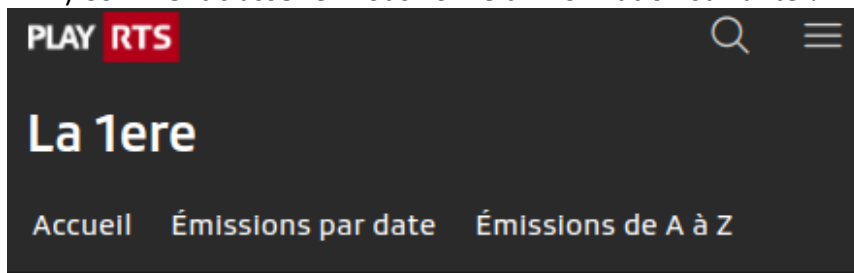 PLAY RTS
La 1ere
Accueil Émissions par date Émissions de A à Z